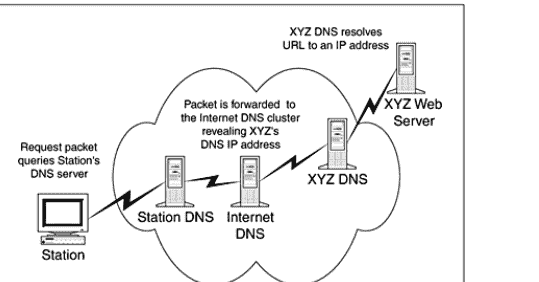 XYZ DNS resolves
URL to an IP address
XYZ Web
Server
Packet is forwarded to
the Internet DNS cluster
revealing XYZ's
DNS IP address
XYZ DNS
Request packet
queries Station's
DNS server
Station DNS
Internet
DNS
Station